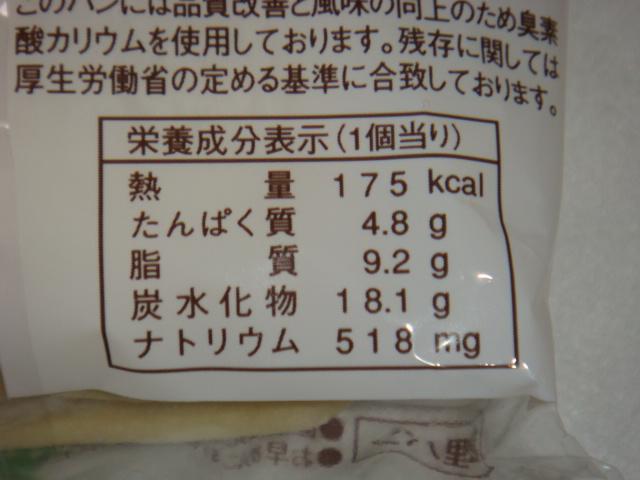 このパンには品質改善と風味の向上のため臭素
酸カリウムを使用しております。残存に関しては
厚生労働省の定める基準に合致しております。
栄養成分表示(1個当り)
熱量 175 kcal
たんぱく質 4.8 g
脂質 9.2 g
炭水化物 18.1 g
ナトリウム 518 mg